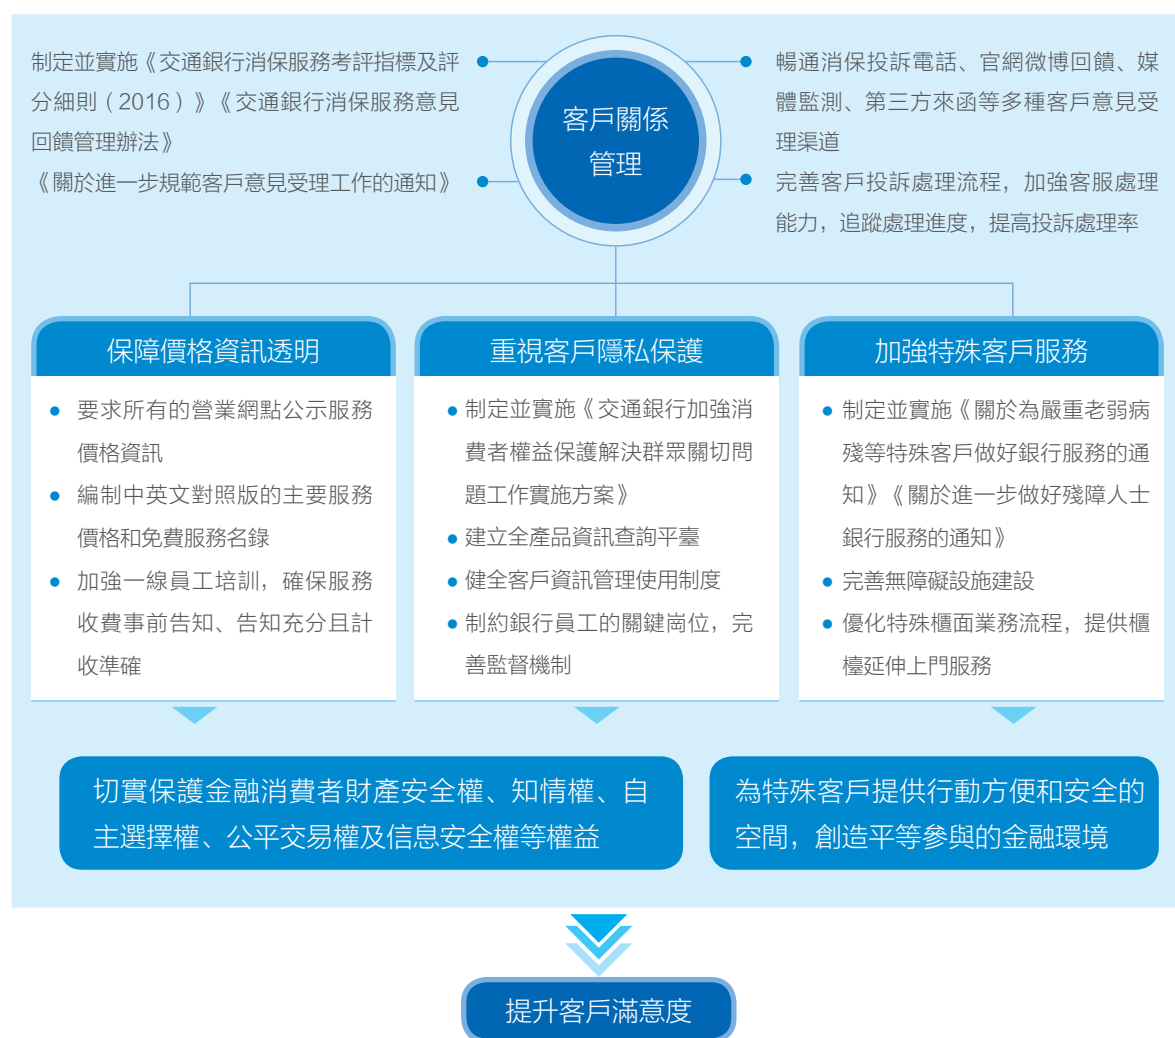 制定並實施《交通銀行消保服務考評指標及評
分細則（2016）》《交通銀行消保服務意見
回饋管理辦法》
《關於進一步規範客戶意見受理工作的通知》
客戶關係
管理
暢通消保投訴電話、官網微博回饋、媒
體監測、第三方來函等多種客戶意見受
理渠道
完善客戶投訴處理流程，加強客服處理
能力，追蹤處理進度，提高投訴處理率
保障價格資訊透明
• 要求所有的營業網點公示服務
價格資訊
• 編制中英文對照版的主要服務
價格和免費服務名錄
• 加強一線員工培訓，確保服務
收費事前告知、告知充分且計
收準確
重視客戶隱私保護
• 制定並實施《交通銀行加強消
費者權益保護解決群眾關切問
題工作實施方案》
• 建立全產品資訊查詢平臺
• 健全客戶資訊管理使用制度
• 制約銀行員工的關鍵崗位，完
善監督機制
加強特殊客戶服務
• 制定並實施《關於為嚴重老弱病
殘等特殊客戶做好銀行服務的通
知》《關於進一步做好殘障人士
銀行服務的通知》
• 完善無障礙設施建設
• 優化特殊櫃面業務流程，提供櫃
檯延伸上門服務
切實保護金融消費者財產安全權、知情權、自
主選擇權、公平交易權及信息安全權等權益
為特殊客戶提供行動方便和安全的
空間，創造平等參與的金融環境
提升客戶滿意度